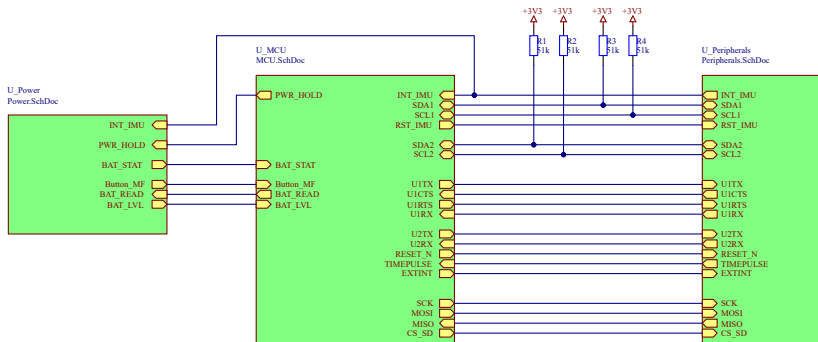 +3V3 +3V3 +3V3 +3V3
R1 R2 R3 R4
51k 51k 51k 51k
U_Power
Power.SchDoc
INT_IMU
PWR_HOLD
BAT_STAT
Button_MF
BAT_READ
BAT_LVL
U_MCU
MCU.SchDoc
PWR_HOLD
BAT_STAT
Button_MF
BAT_READ
BAT_LVL
INT_IMU
SDA1
SCL1
RST_IMU
SDA2
SCL2
U1TX
U1CTS
U1RTS
U1RX
U2TX
U2RX
RESET_N
TIMEPULSE
EXTINT
SCK
MOSI
MISO
CS_SD
U_Peripherals
Peripherals.SchDoc
INT_IMU
SDA1
SCL1
RST_IMU
SDA2
SCL2
U1TX
U1CTS
U1RTS
U1RX
U2TX
U2RX
RESET_N
TIMEPULSE
EXTINT
SCK
MOSI
MISO
CS_SD